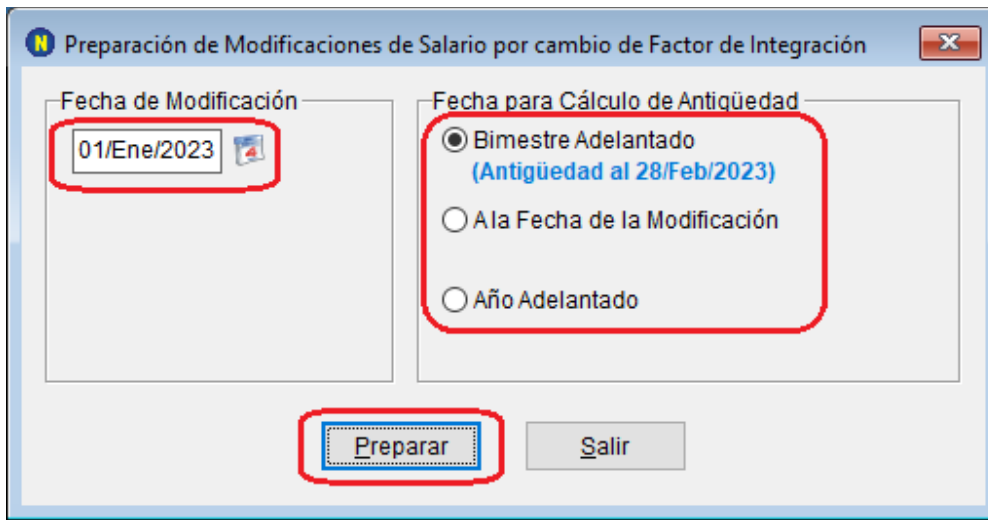 N Preparación de Modificaciones de Salario por cambio de Factor de Integración
Fecha de Modificación
01/Ene/2023
Fecha para Cálculo de Antigüedad
Bimestre Adelantado
(Antigüedad al 28/Feb/2023)
A la Fecha de la Modificación
Año Adelantado
Preparar
Salir